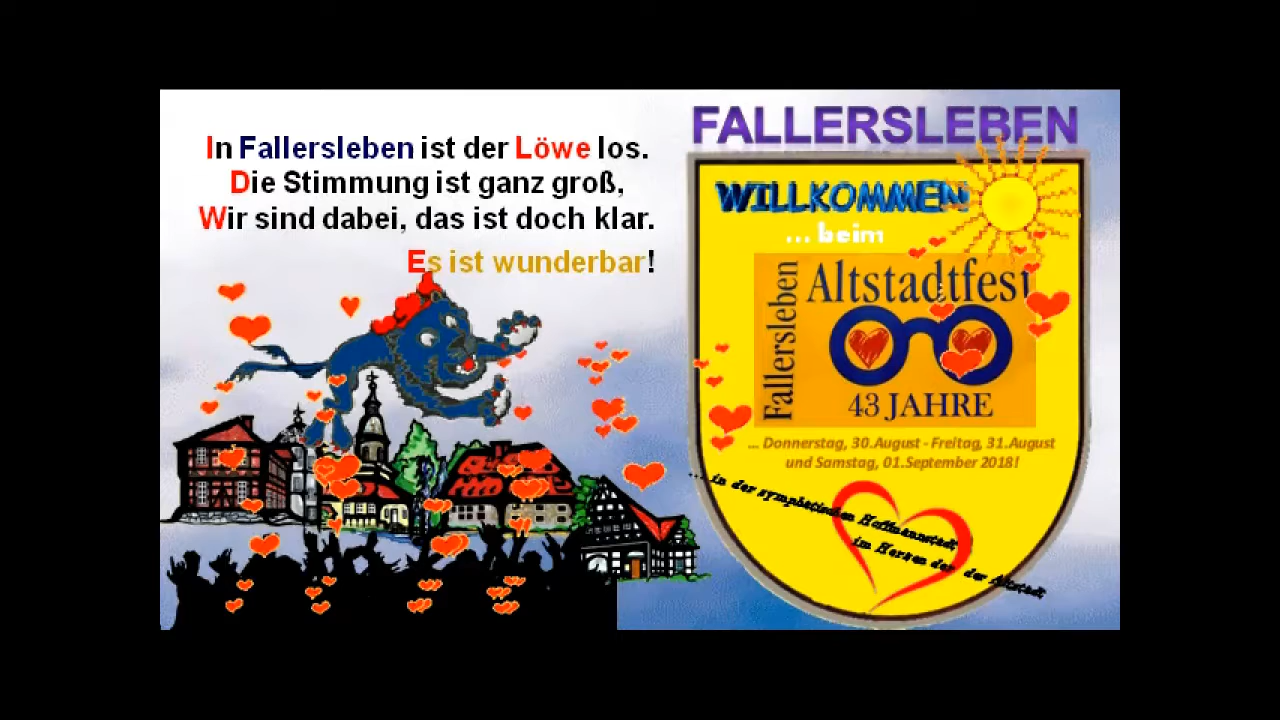 In Fallersleben ist der Löwe los.
Die Stimmung ist ganz groß,
Wir sind dabei, das ist doch klar.
Es ist wunderbar!
FALLERSLEBEN
WILLKOMMEN
... beim
Fallersleben
Altstadtfest
43 JAHRE
... Donnerstag, 30.August - Freitag, 31.August
und Samstag, 01.September 2018!
... in der symphatischen Hoffmannstadt
im Herzen der der Altstadt